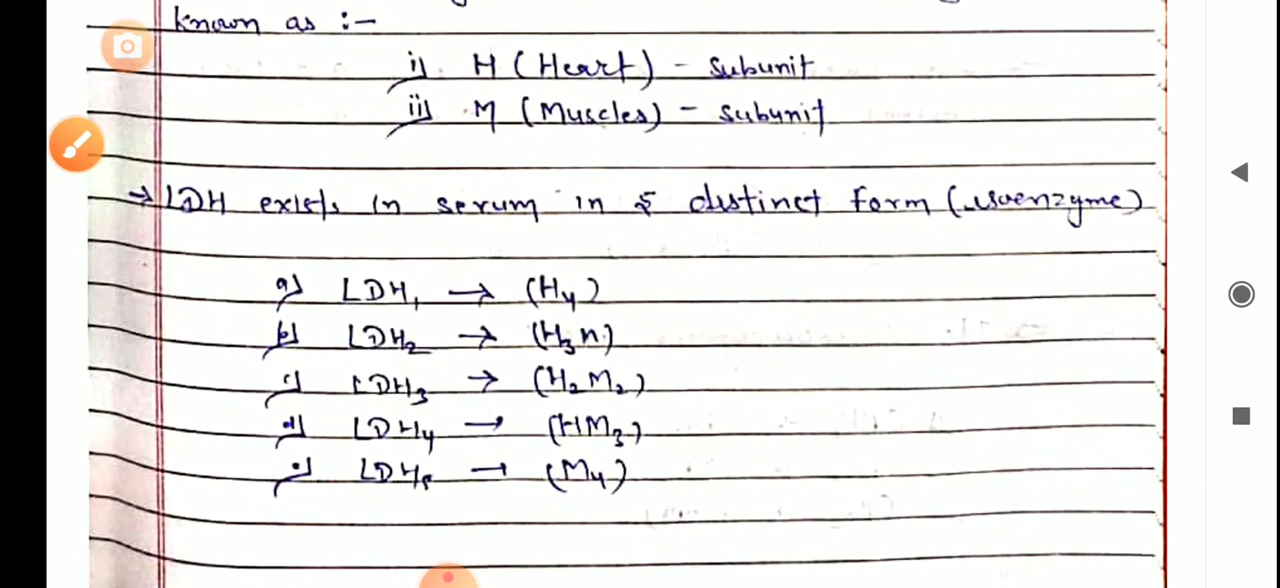 known as :-
i) H (Heart) - Subunit
ii) M (Muscles) - subunit
→ LDH exists in serum in 5 distinct form (isoenzyme)
a) LDH₁ → (H₄)
b) LDH₂ → (H₃n)
c) LDH₃ → (H₂M₂)
d) LDH₄ → (HM₃)
e) LDH₅ → (M₄)